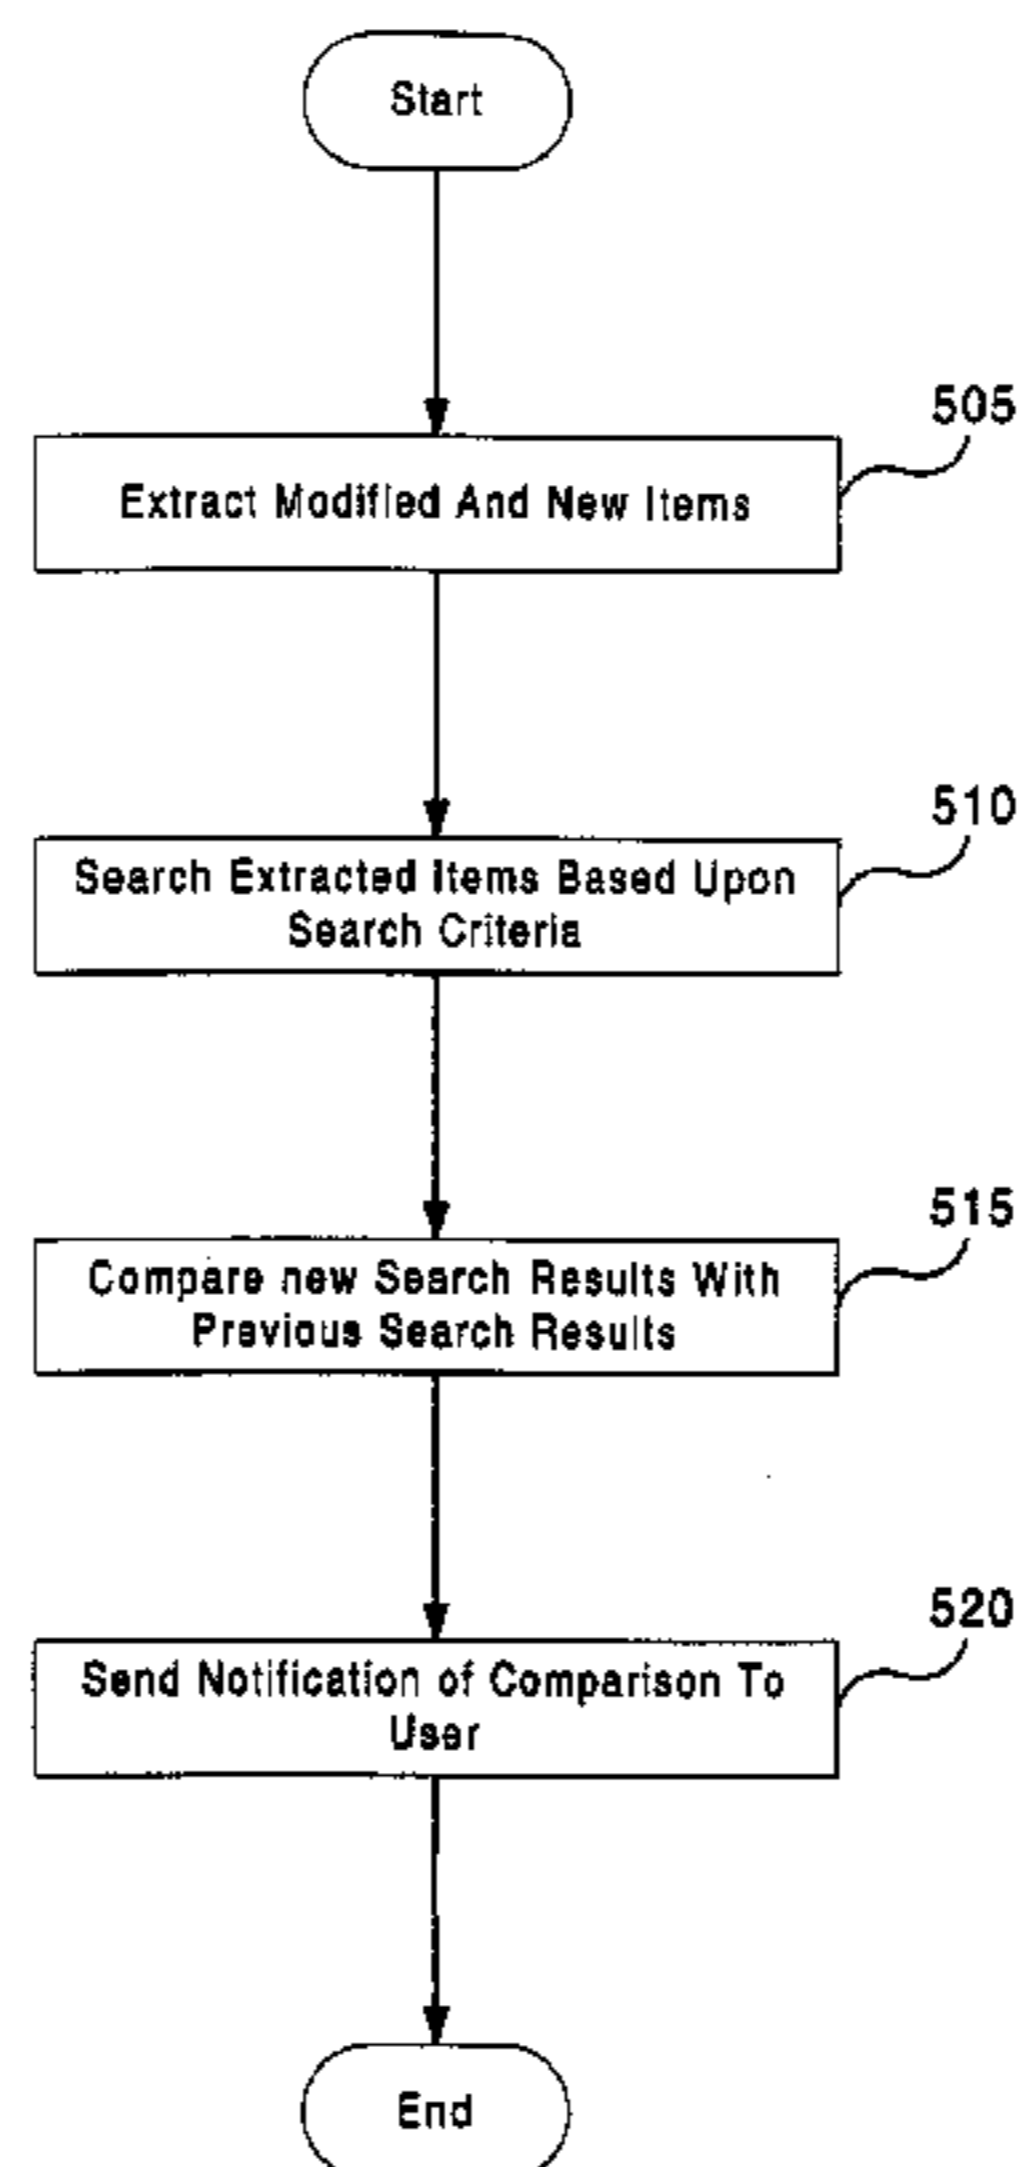 Start
505
Extract Modified And New Items
510
Search Extracted Items Based Upon
Search Criteria
515
Compare new Search Results With
Previous Search Results
520
Send Notification of Comparison To
User
End